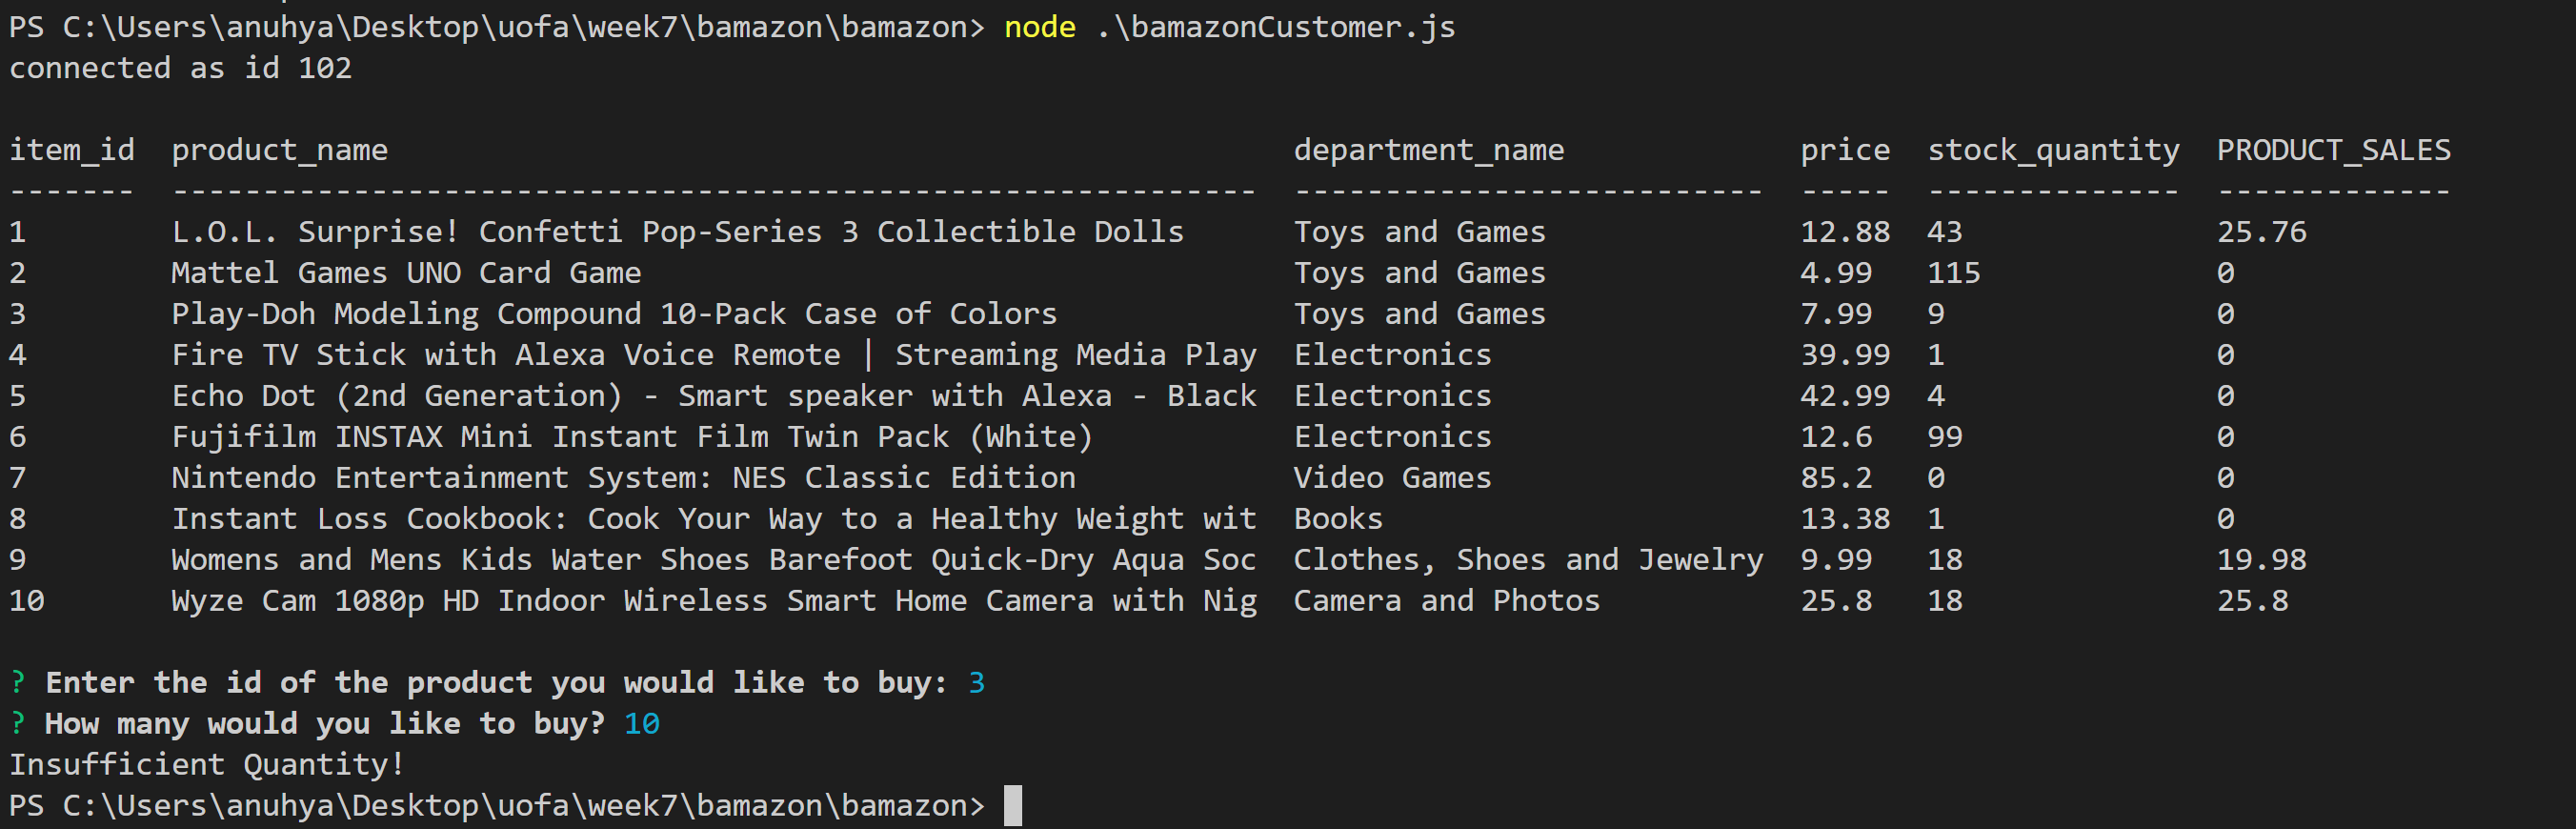 PS C:\Users\anuhya\Desktop\uofa\week7\bamazon\bamazon> node .\bamazonCustomer.js
connected as id 102
item_id  product_name                                                  department_name             price  stock_quantity  PRODUCT_SALES
-------  ------------------------------------------------------------  --------------------------  -----  --------------  -------------
1        L.O.L. Surprise! Confetti Pop-Series 3 Collectible Dolls      Toys and Games              12.88  43              25.76
2        Mattel Games UNO Card Game                                    Toys and Games              4.99   115             0
3        Play-Doh Modeling Compound 10-Pack Case of Colors             Toys and Games              7.99   9               0
4        Fire TV Stick with Alexa Voice Remote | Streaming Media Play  Electronics                 39.99  1               0
5        Echo Dot (2nd Generation) - Smart speaker with Alexa - Black  Electronics                 42.99  4               0
6        Fujifilm INSTAX Mini Instant Film Twin Pack (White)           Electronics                 12.6   99              0
7        Nintendo Entertainment System: NES Classic Edition            Video Games                 85.2   0               0
8        Instant Loss Cookbook: Cook Your Way to a Healthy Weight wit  Books                       13.38  1               0
9        Womens and Mens Kids Water Shoes Barefoot Quick-Dry Aqua Soc  Clothes, Shoes and Jewelry  9.99   18              19.98
10       Wyze Cam 1080p HD Indoor Wireless Smart Home Camera with Nig  Camera and Photos           25.8   18              25.8
? Enter the id of the product you would like to buy: 3
? How many would you like to buy? 10
Insufficient Quantity!
PS C:\Users\anuhya\Desktop\uofa\week7\bamazon\bamazon>